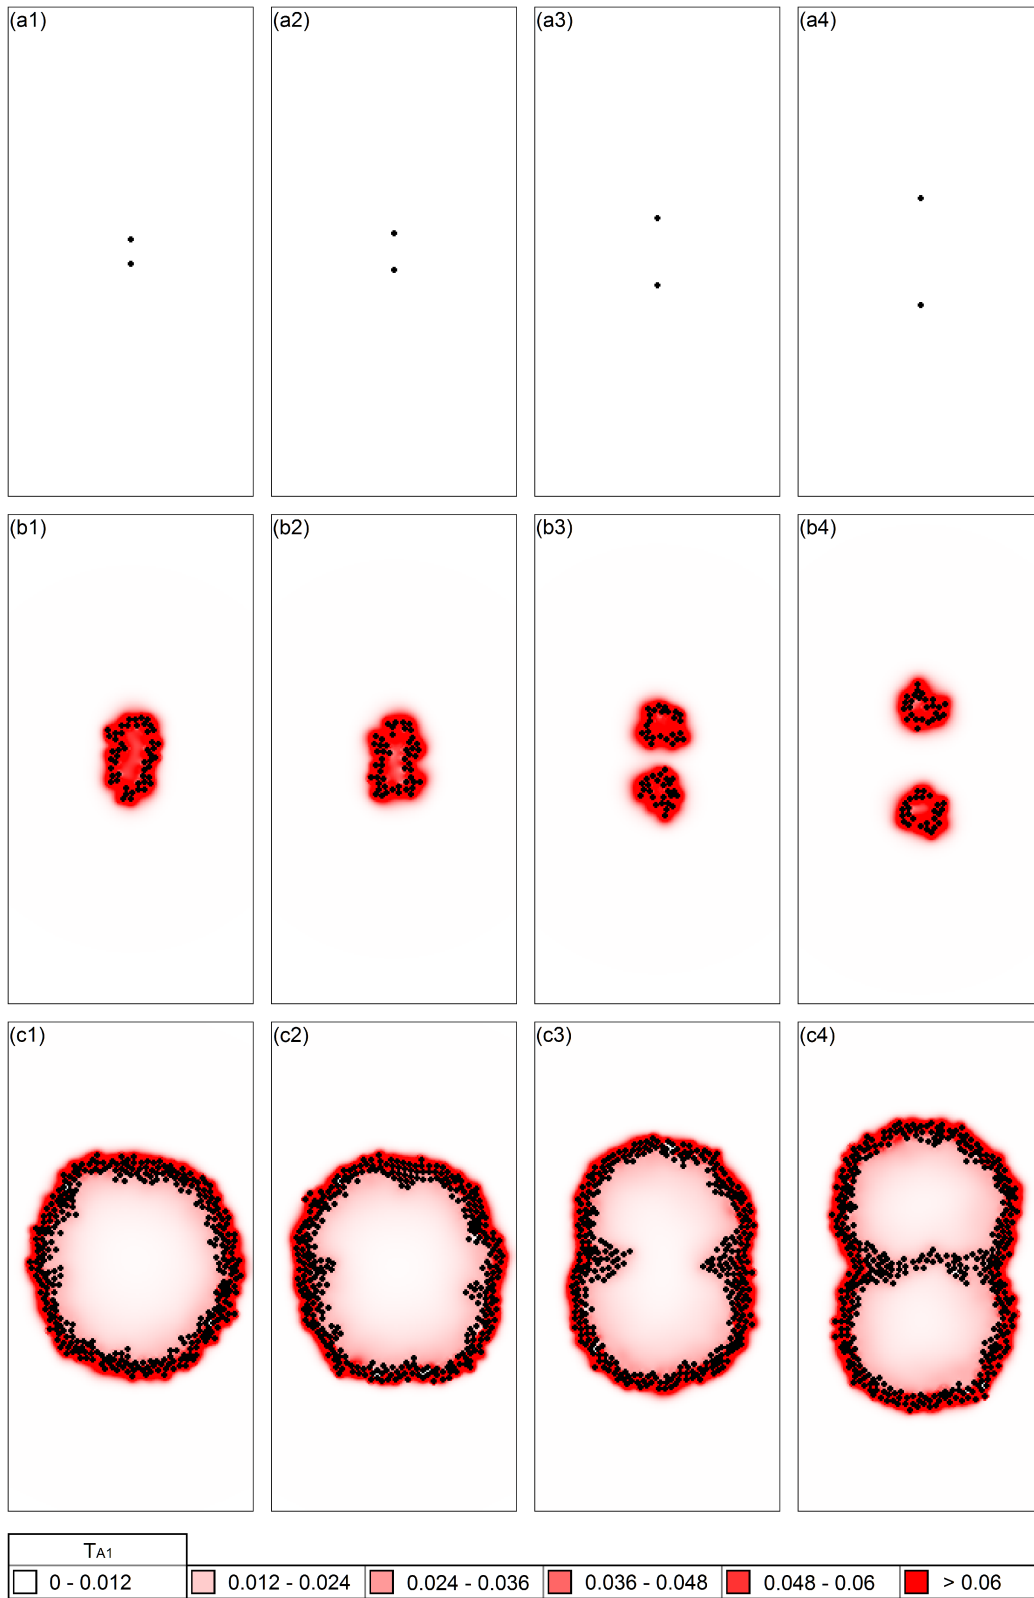 (a1) (a2) (a3) (a4)
(b1) (b2) (b3) (b4)
(c1) (c2) (c3) (c4)
TA1
0 - 0.012 0.012 - 0.024 0.024 - 0.036 0.036 - 0.048 0.048 - 0.06 > 0.06